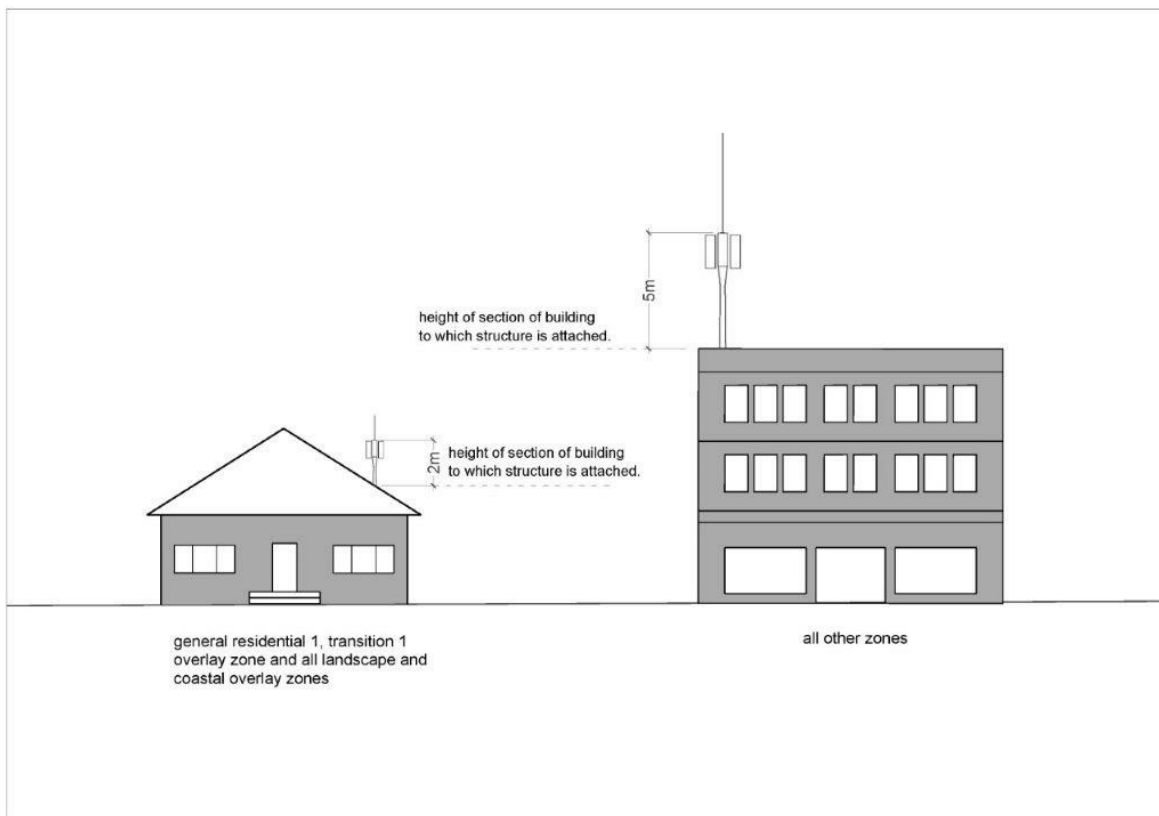 5m
height of section of building
to which structure is attached.
2m
height of section of building
to which structure is attached.
general residential 1, transition 1
overlay zone and all landscape and
coastal overlay zones
all other zones